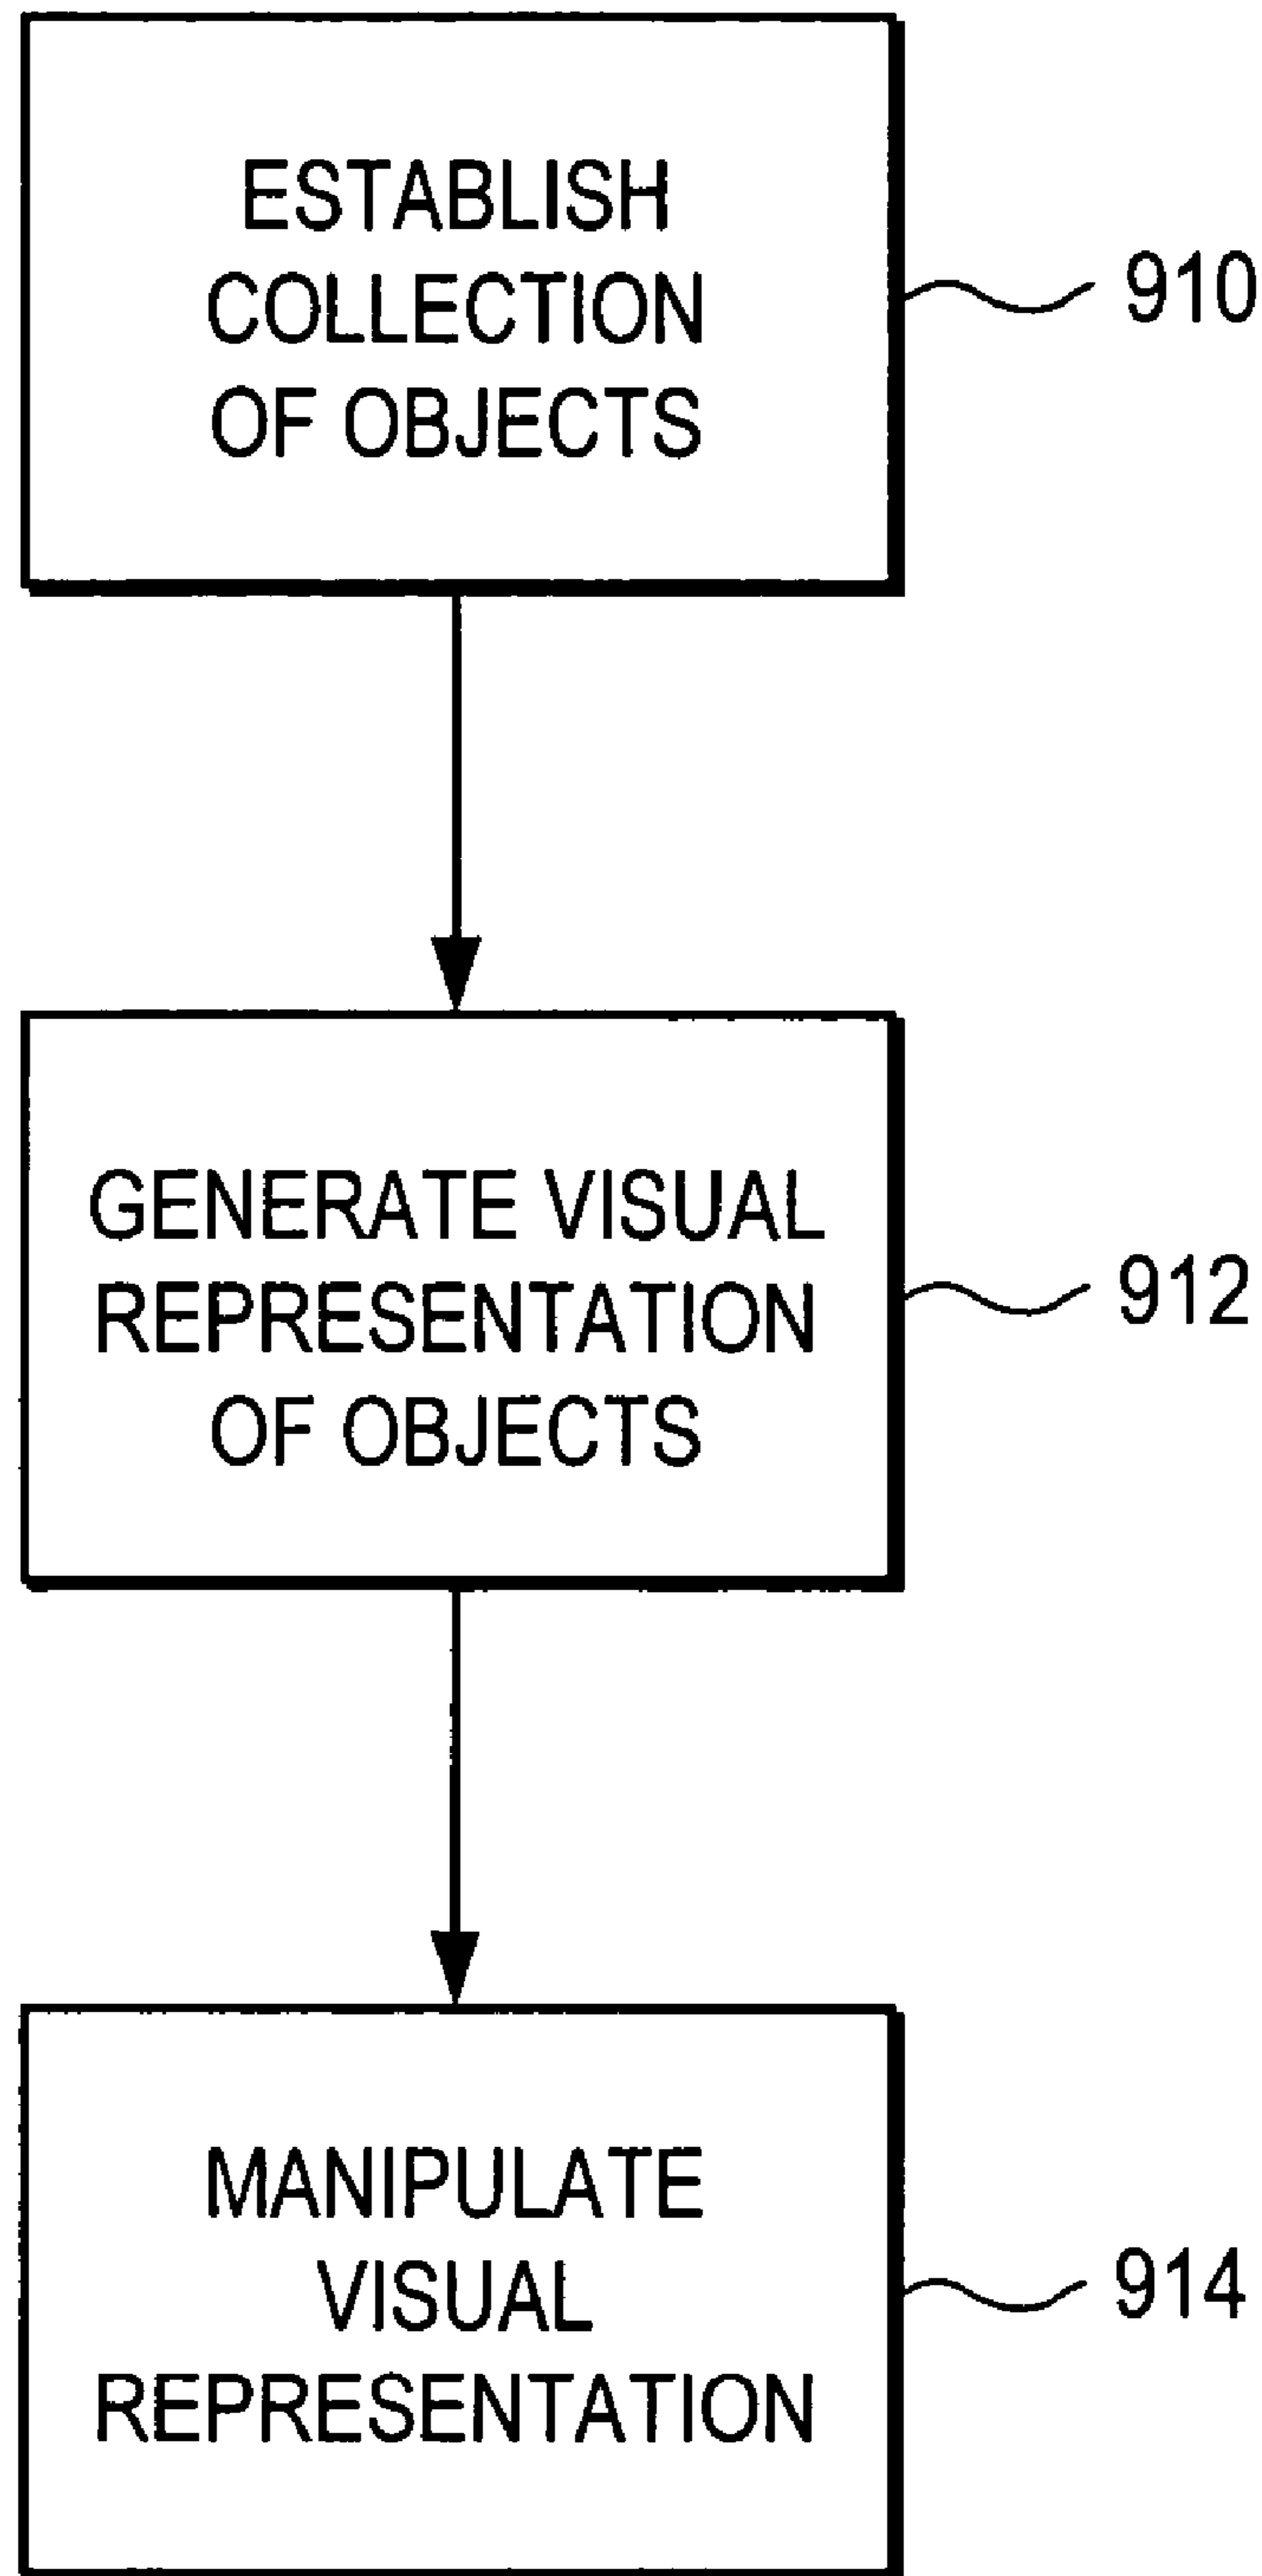 ESTABLISH
COLLECTION
OF OBJECTS
910
GENERATE VISUAL
REPRESENTATION
OF OBJECTS
912
MANIPULATE
VISUAL
REPRESENTATION
914